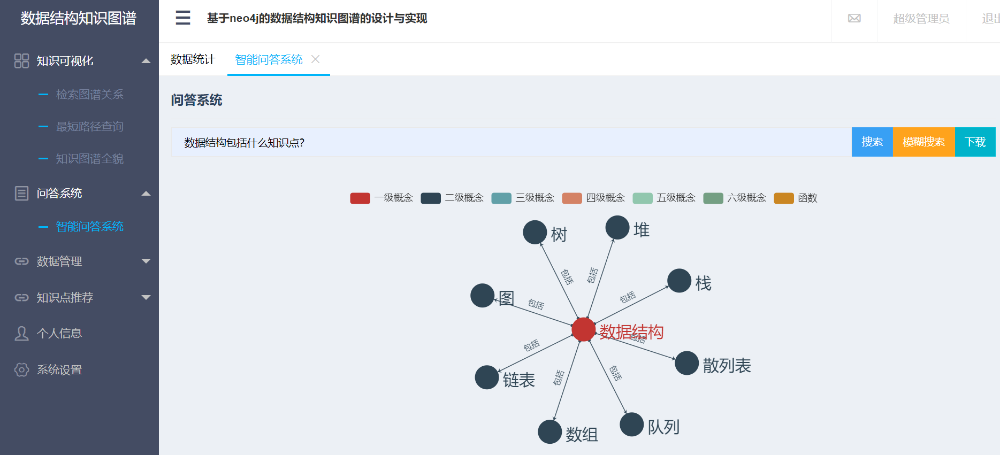 数据结构知识图谱
基于neo4j的数据结构知识图谱的设计与实现
超级管理员
退出
知识可视化
检索图谱关系
最短路径查询
知识图谱全貌
问答系统
智能问答系统
数据管理
知识点推荐
个人信息
系统设置
数据统计
智能问答系统
问答系统
数据结构包括什么知识点?
搜索
模糊搜索
下载
一级概念
二级概念
三级概念
四级概念
五级概念
六级概念
函数
树
堆
包括
包括
栈
包括
图
包括
数据结构
包括
包括
散列表
链表
包括
包括
数组
队列